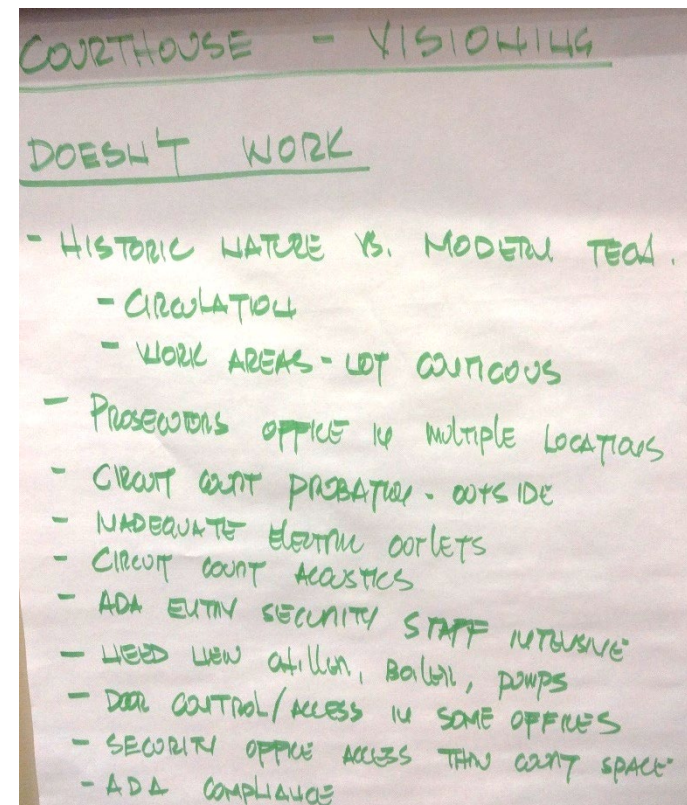 COURTHOUSE - VISIONING
DOESN'T WORK
- HISTORIC NATURE VS. MODERN TECH.
- CIRCULATION
- WORK AREAS - NOT CONTIGOUS
- PROSECUTORS OFFICE IN MULTIPLE LOCATIONS
- CIRCUIT COURT PROBATION - OUTSIDE
- INADEQUATE ELECTRIC OUTLETS
- CIRCUIT COURT ACOUSTICS
- ADA ENTRY SECURITY STAFF INTENSIVE
- NEED NEW CHILLER, BOILER, PUMPS
- DOOR CONTROL/ACCESS IN SOME OFFICES
- SECURITY OFFICE ACCESS THRU COURT SPACE
- ADA COMPLIANCE